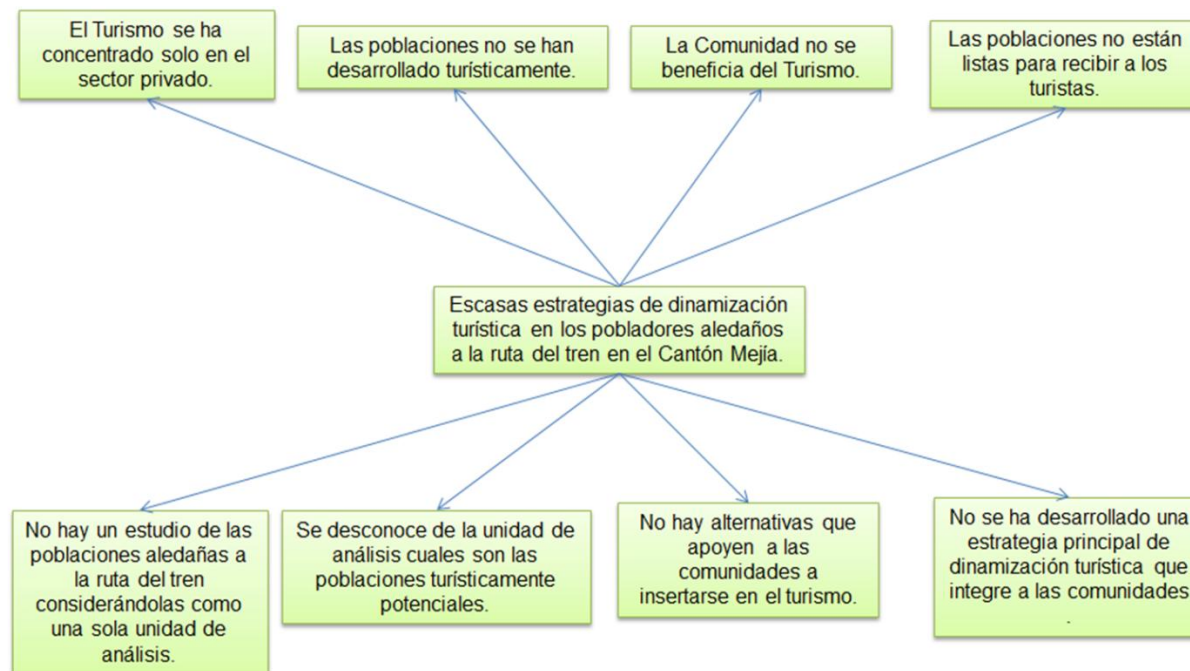 El Turismo se ha
concentrado solo en el
sector privado.
Las poblaciones no se han
desarrollado turísticamente.
La Comunidad no se
beneficia del Turismo.
Las poblaciones no están
listas para recibir a los
turistas.
Escasas estrategias de dinamización
turística en los pobladores aledaños
a la ruta del tren en el Cantón Mejía.
No hay un estudio de las
poblaciones aledañas a
la ruta del tren
considerándolas como
una sola unidad de
análisis.
Se desconoce de la unidad de
análisis cuales son las
poblaciones turísticamente
potenciales.
No hay alternativas que
apoyen a las
comunidades a
insertarse en el turismo.
No se ha desarrollado una
estrategia principal de
dinamización turística que
integre a las comunidades
.